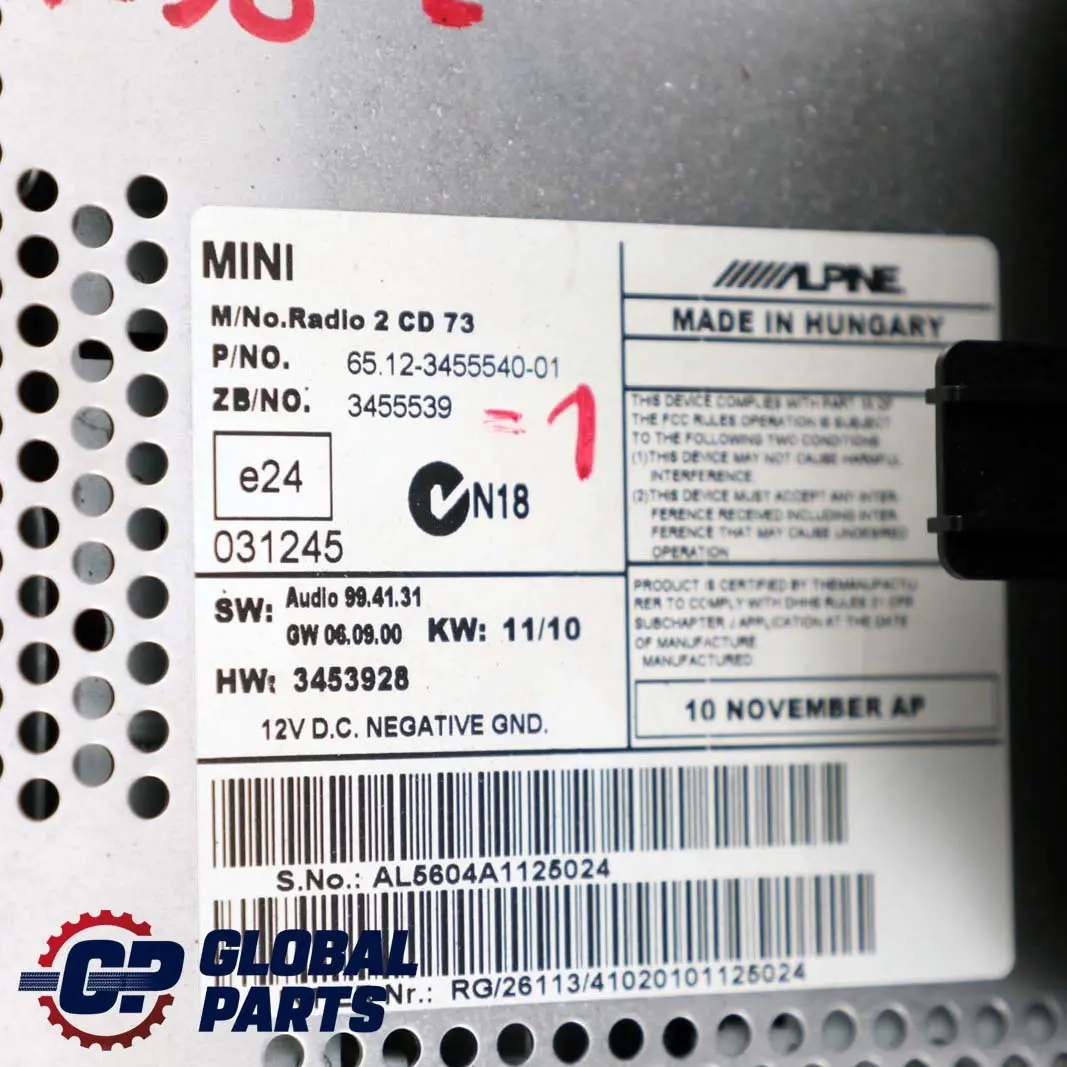 MINI
M/No.Radio 2 CD 73
P/NO. 65.12-3455540-01
ZB/NO. 3455539 =1
e24
N18
031245
SW: Audio 99.41.31
GW 06.09.00 KW: 11/10
HW: 3453928
12V D.C. NEGATIVE GND.
ALPINE
MADE IN HUNGARY
THIS DEVICE COMPLIES WITH PART 15 OF
THE FCC RULES.OPERATION IS SUBJECT
TO THE FOLLOWING TWO CONDITIONS
(1)THIS DEVICE MAY NOT CAUSE HARMFUL
INTERFERENCE.
(2)THIS DEVICE MUST ACCEPT ANY INTER-
FERENCE RECEIVED INCLUDING INTER-
FERENCE THAT MAY CAUSE UNDESIRED
OPERATION
PRODUCT IS CERTIFIED BY THEMANUFACTU
RER TO COMPLY WITH DHHS RULES 21 CFR
SUBCHAPTER J APPLICATION AT THE DATE
OF MANUFACTURE
MANUFACTURED
10 NOVEMBER AP
S.No.: AL5604A1125024
Nr.: RG/26113/41020101125024
GP GLOBAL
PARTS